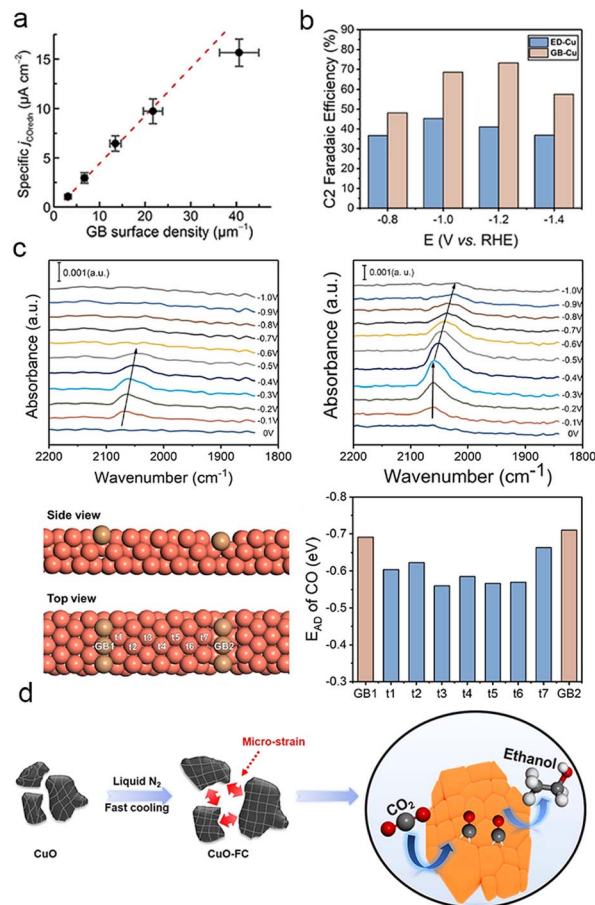 a
Specific jCOredn (µA cm⁻²)
15
10
5
0
0 10 20 30 40
GB surface density (µm⁻¹)
b
C2 Faradaic Efficiency (%)
90
80
70
60
50
40
30
20
10
0
ED-Cu
GB-Cu
-0.8 -1.0 -1.2 -1.4
E (V vs. RHE)
c
0.001(a.u.)
Absorbance (a.u.)
-1.0V
-0.9V
-0.8V
-0.7V
-0.6V
-0.5V
-0.4V
-0.3V
-0.2V
-0.1V
0V
2200 2100 2000 1900 1800
Wavenumber (cm⁻¹)
0.001(a.u.)
Absorbance (a.u.)
-1.0V
-0.9V
-0.8V
-0.7V
-0.6V
-0.5V
-0.4V
-0.3V
-0.2V
-0.1V
0V
2200 2100 2000 1900 1800
Wavenumber (cm⁻¹)
Side view
Top view
GB1 t1 t2 t3 t4 t5 t6 t7 GB2
EAD of CO (eV)
-0.8
-0.7
-0.6
-0.5
-0.4
-0.3
GB1 t1 t2 t3 t4 t5 t6 t7 GB2
d
CuO
Liquid N₂
Fast cooling
Micro-strain
CuO-FC
CO₂
Ethanol